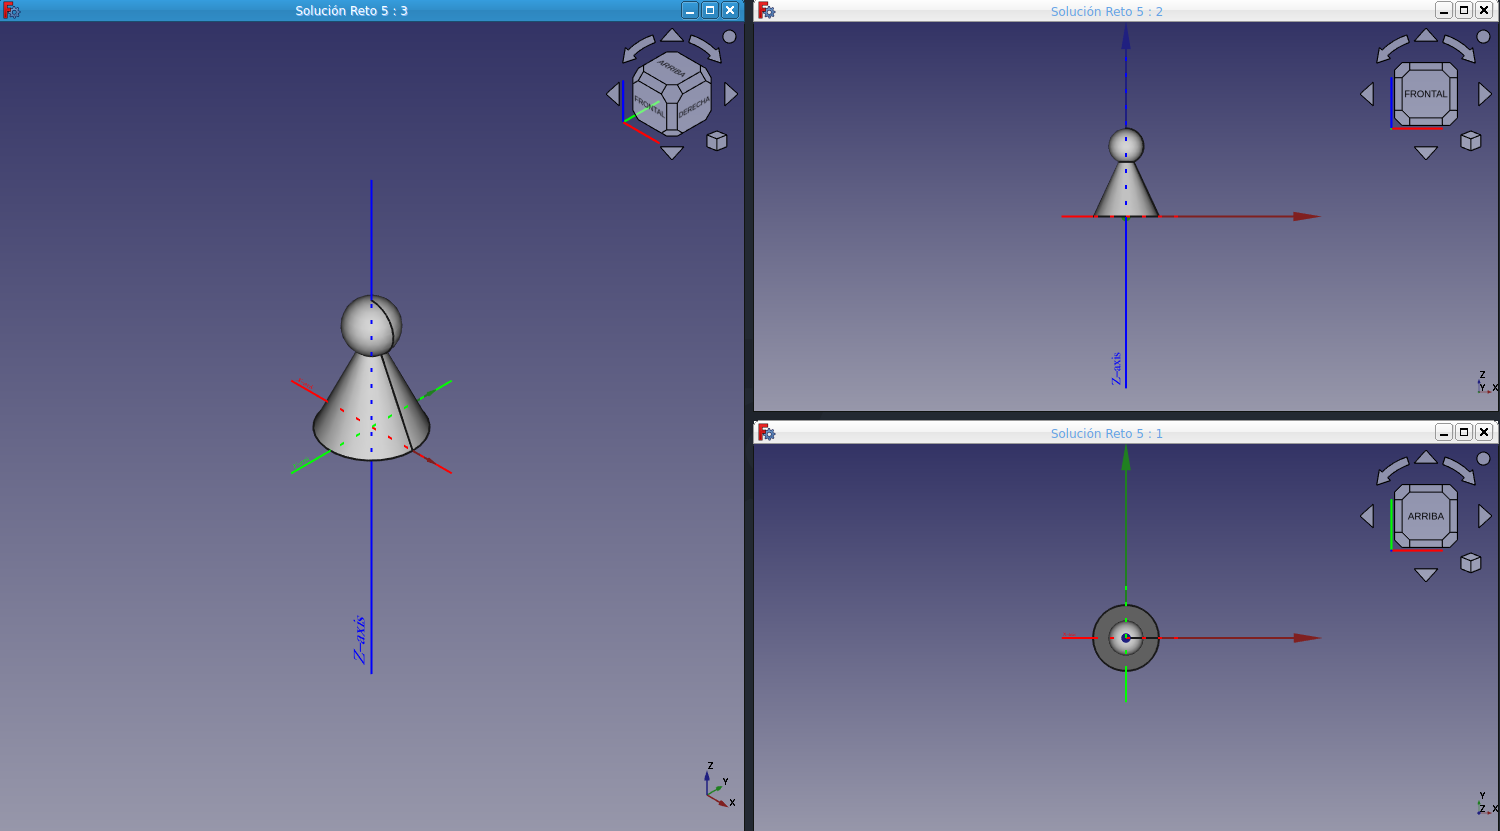 Solución Reto 5 : 3
ARRIBA
FRONTAL
DERECHA
Z-axis
Z
Y
X
Solución Reto 5 : 2
FRONTAL
Z-axis
Z
Y X
Solución Reto 5 : 1
ARRIBA
Y
Z X